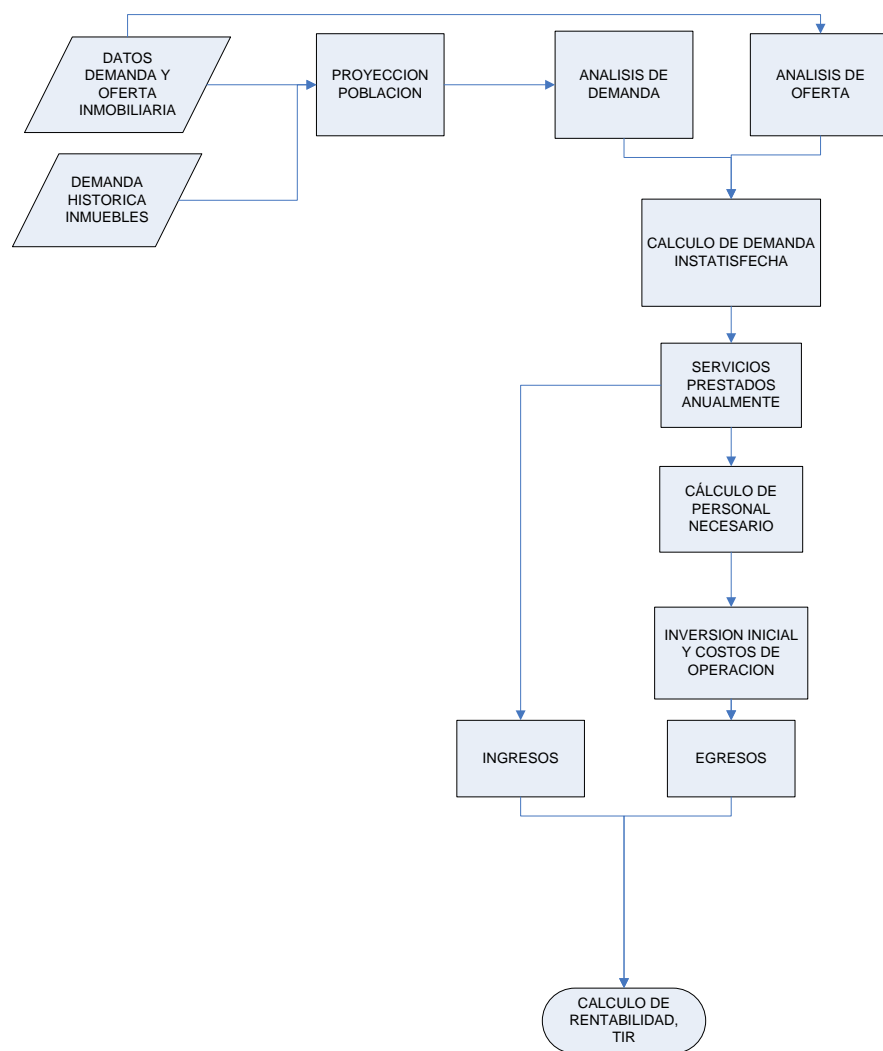 DATOS
DEMANDA Y
OFERTA
INMOBILIARIA
PROYECCION
POBLACION
ANALISIS DE
DEMANDA
ANALISIS DE
OFERTA
DEMANDA
HISTORICA
INMUEBLES
CALCULO DE DEMANDA
INSTATISFECHA
SERVICIOS
PRESTADOS
ANUALMENTE
CÁLCULO DE
PERSONAL
NECESARIO
INVERSION INICIAL
Y COSTOS DE
OPERACION
INGRESOS
EGRESOS
CALCULO DE
RENTABILIDAD,
TIR